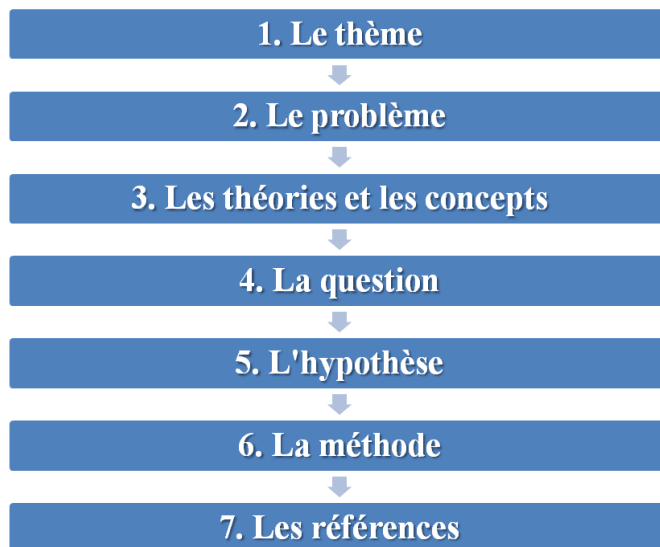 1. Le thème
2. Le problème
3. Les théories et les concepts
4. La question
5. L'hypothèse
6. La méthode
7. Les références